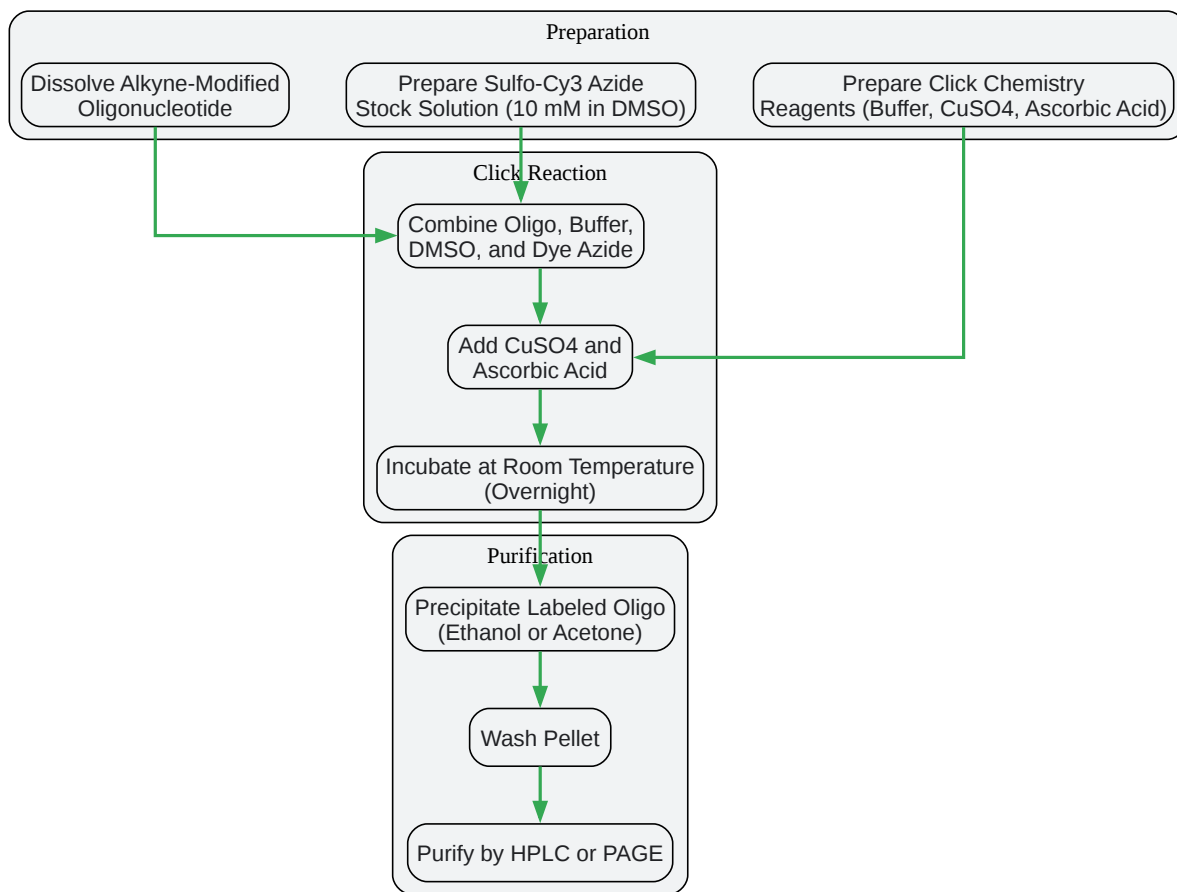 Preparation
Dissolve Alkyne-Modified
Oligonucleotide
Prepare Sulfo-Cy3 Azide
Stock Solution (10 mM in DMSO)
Prepare Click Chemistry
Reagents (Buffer, CuSO4, Ascorbic Acid)
Click Reaction
Combine Oligo, Buffer,
DMSO, and Dye Azide
Add CuSO4 and
Ascorbic Acid
Incubate at Room Temperature
(Overnight)
Purification
Precipitate Labeled Oligo
(Ethanol or Acetone)
Wash Pellet
Purify by HPLC or PAGE